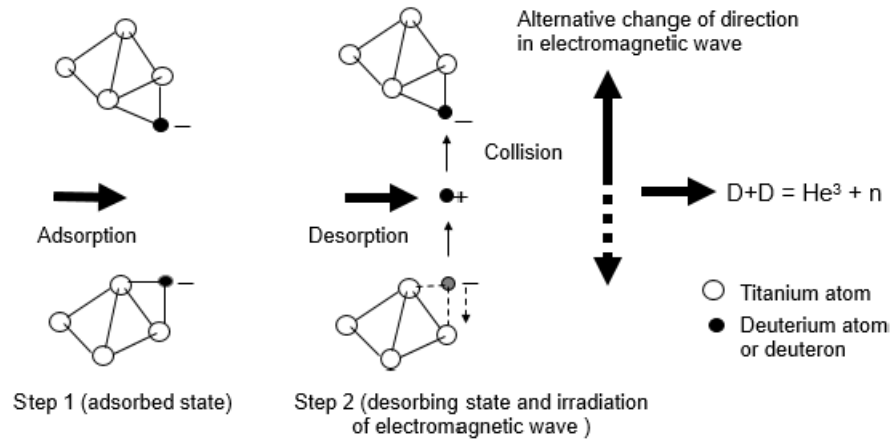 Alternative change of direction
in electromagnetic wave
—
—
Collision
+
D+D = He³ + n
Adsorption
Desorption
—
—
Titanium atom
Deuterium atom
or deuteron
Step 1 (adsorbed state)
Step 2 (desorbing state and irradiation
of electromagnetic wave )